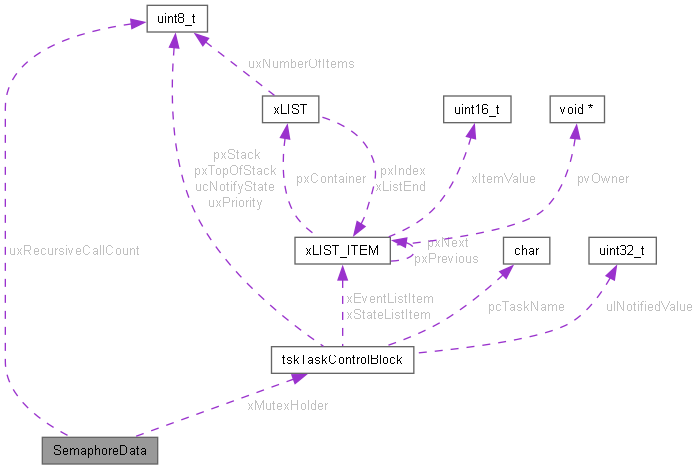 uint8_t
uxNumberOfItems
xLIST
uint16_t
void *
pxStack
pxTopOfStack
ucNotifyState
uxPriority
pxContainer
pxIndex
xListEnd
xItemValue
pvOwner
uxRecursiveCallCount
xLIST_ITEM
pxNext
pxPrevious
char
uint32_t
xEventListItem
xStateListItem
pcTaskName
ulNotifiedValue
tskTaskControlBlock
xMutexHolder
SemaphoreData